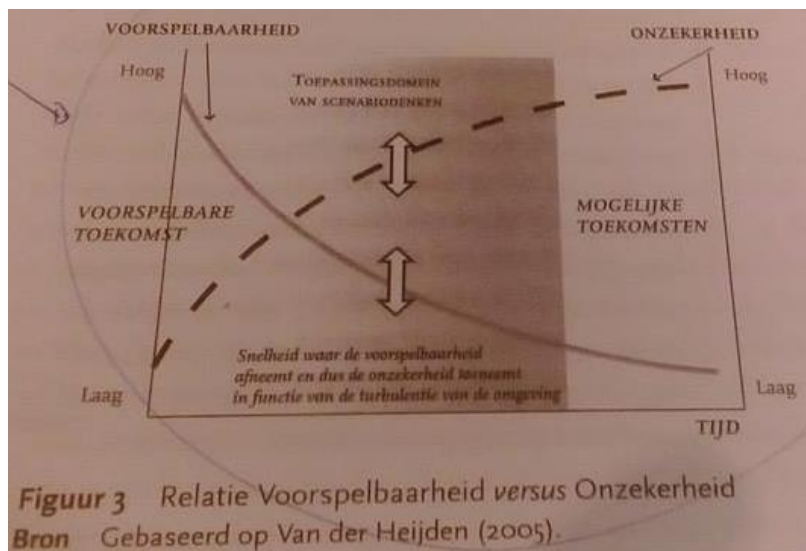 VOORSPELBAARHEID
ONZEKERHEID
Hoog
Hoog
TOEPASSINGSDOMEIN
VAN SCENARIODENKEN
VOORSPELBARE
TOEKOMST
MOGELIJKE
TOEKOMSTEN
Snelheid waar de voorspelbaarheid
afneemt en dus de onzekerheid toeneemt
in functie van de turbulentie van de omgeving
Laag
Laag
TIJD
Figuur 3 Relatie Voorspelbaarheid versus Onzekerheid
Bron Gebaseerd op Van der Heijden (2005).